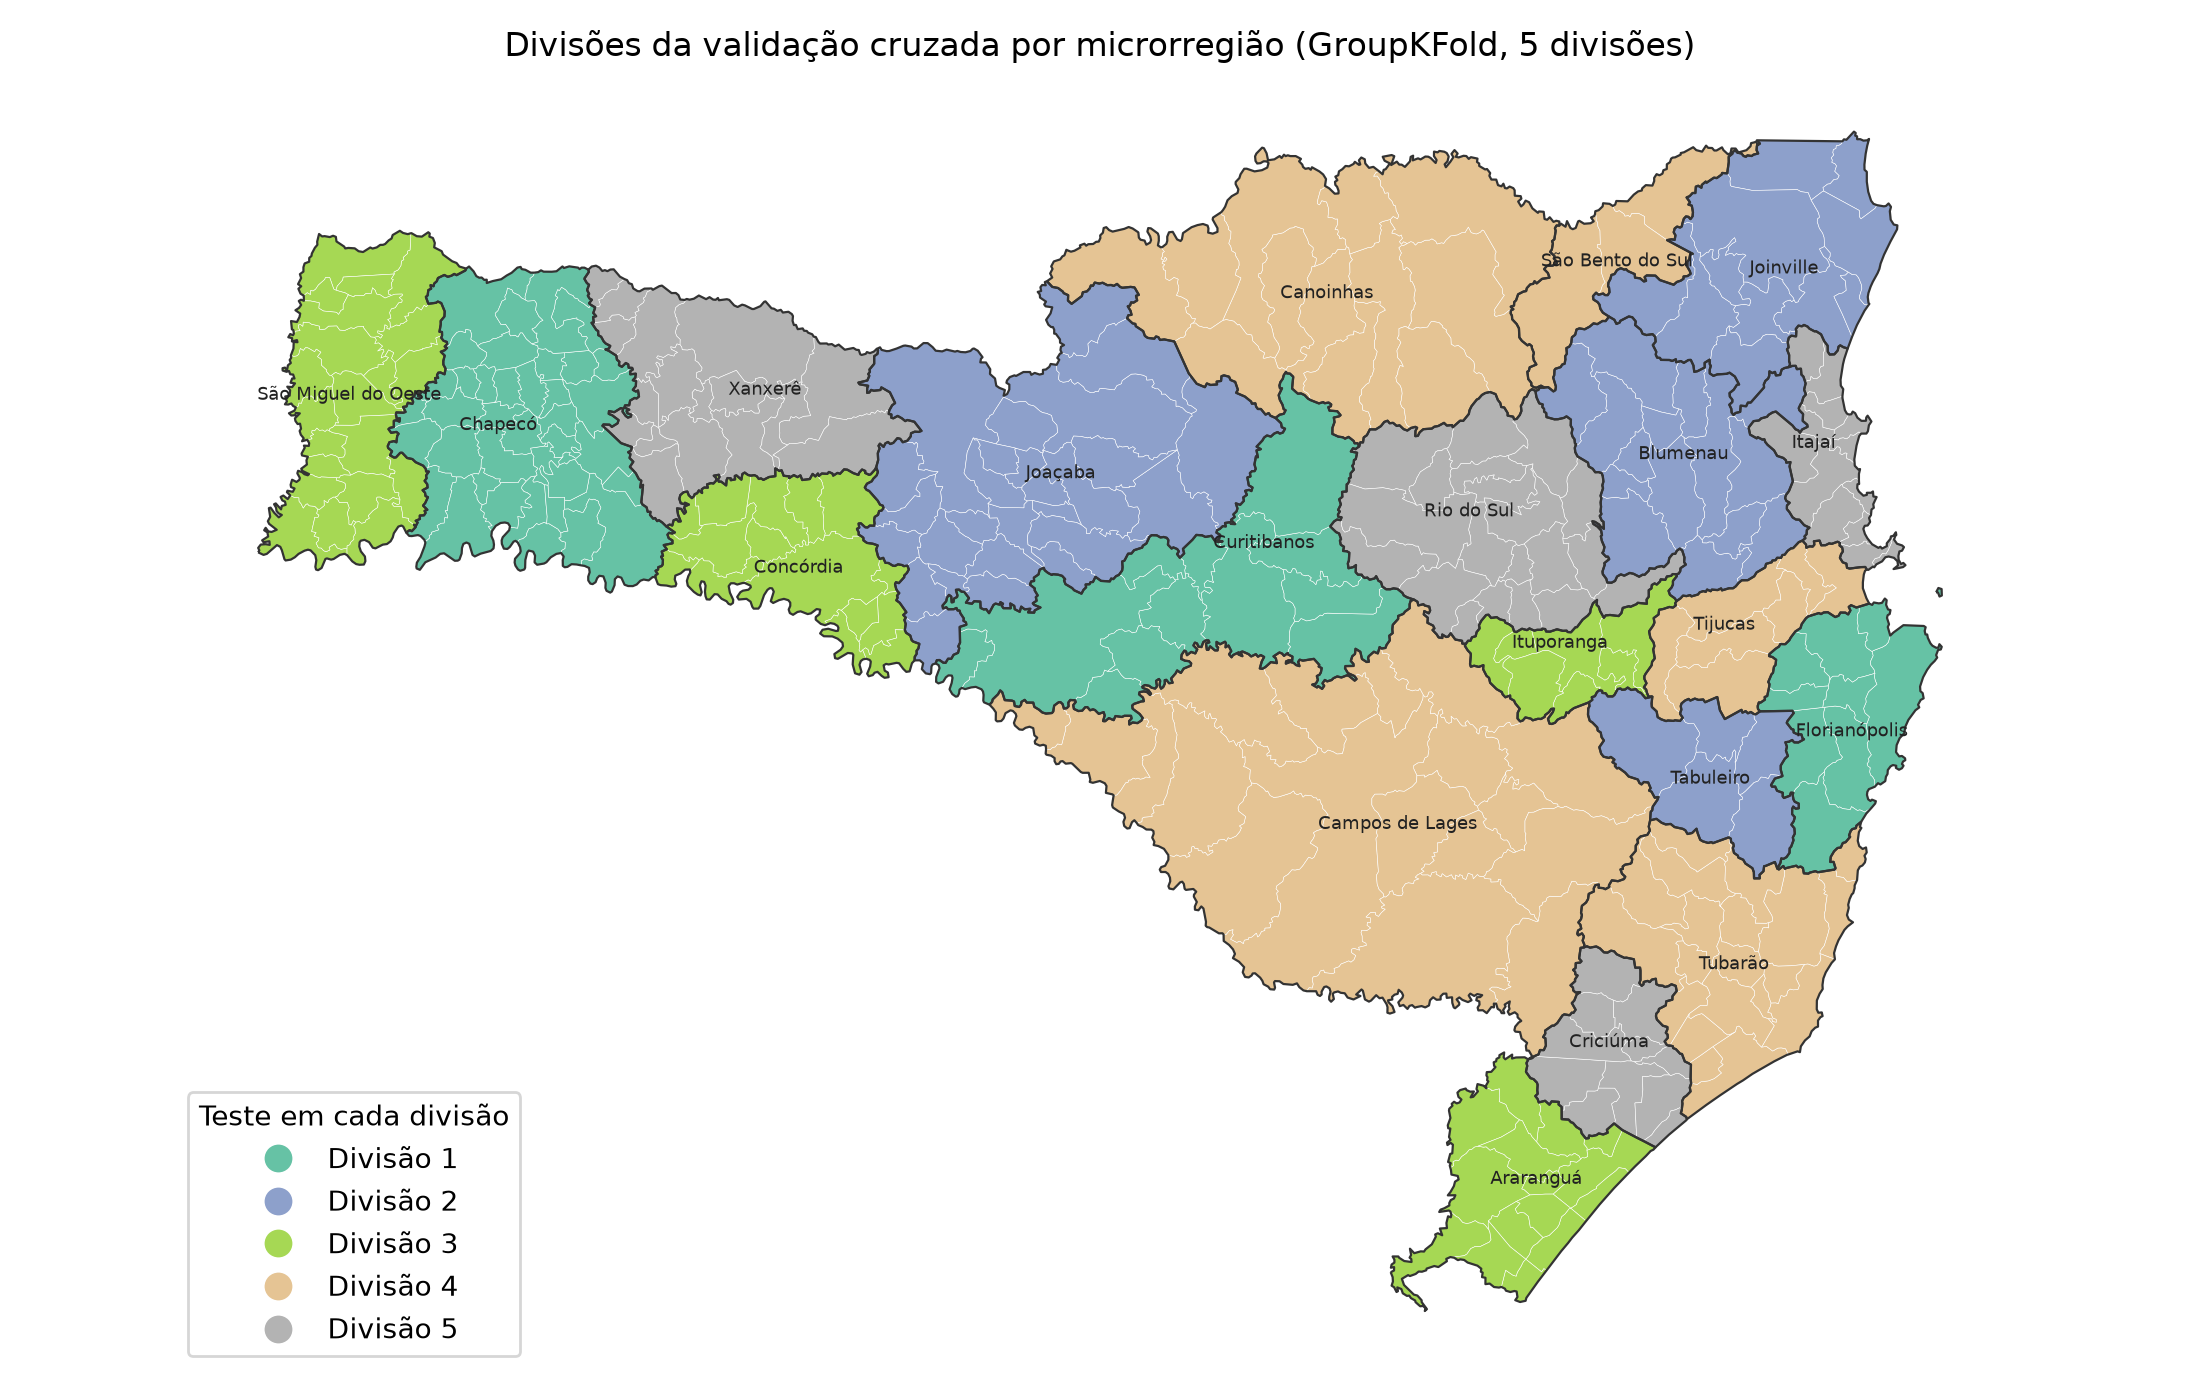 Divisões da validação cruzada por microrregião (GroupKFold, 5 divisões)
São Bento do Sul
Joinville
Canoinhas
Xanxerê
São Miguel do Oeste
Chapecó
Itajaí
Blumenau
Joaçaba
Rio do Sul
Curitibanos
Concórdia
Tijucas
Ituporanga
Florianópolis
Tabuleiro
Campos de Lages
Tubarão
Criciúma
Araranguá
Teste em cada divisão
Divisão 1
Divisão 2
Divisão 3
Divisão 4
Divisão 5